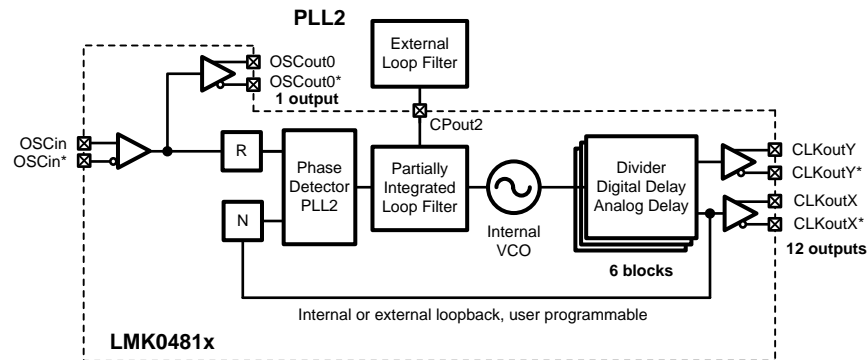 PLL2
External
Loop Filter
OSCout0
OSCout0*
1 output
CPout2
OSCin
OSCin*
R
N
Phase
Detector
PLL2
Partially
Integrated
Loop Filter
Internal
VCO
Divider
Digital Delay
Analog Delay
6 blocks
CLKoutY
CLKoutY*
CLKoutX
CLKoutX*
12 outputs
Internal or external loopback, user programmable
LMK0481x